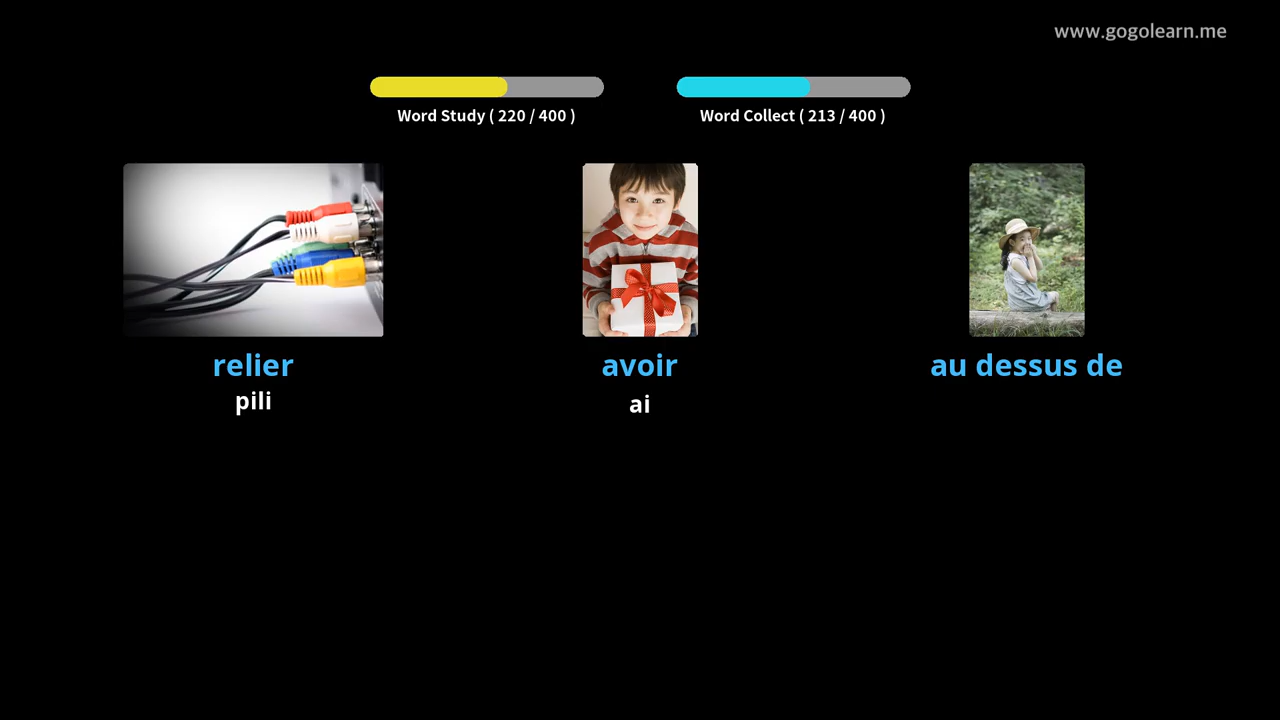 www.gogolearn.me
Word Study ( 220 / 400 )
Word Collect ( 213 / 400 )
relier
avoir
au dessus de
pili
ai